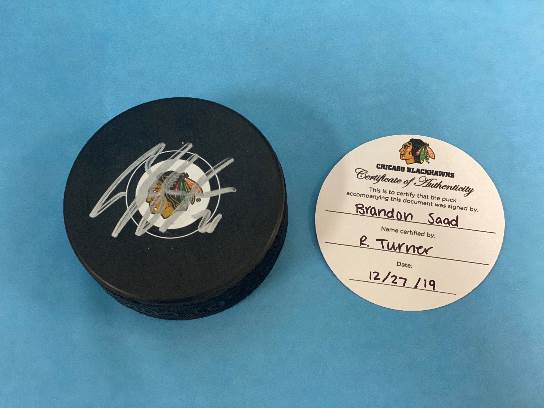 CHICAGO BLACKHAWKS
Certificate of Authenticity
This is to certify that the puck
accompanying this document was signed by:
Brandon Saad
Name certified by:
R. Turner
Date:
12/27/19